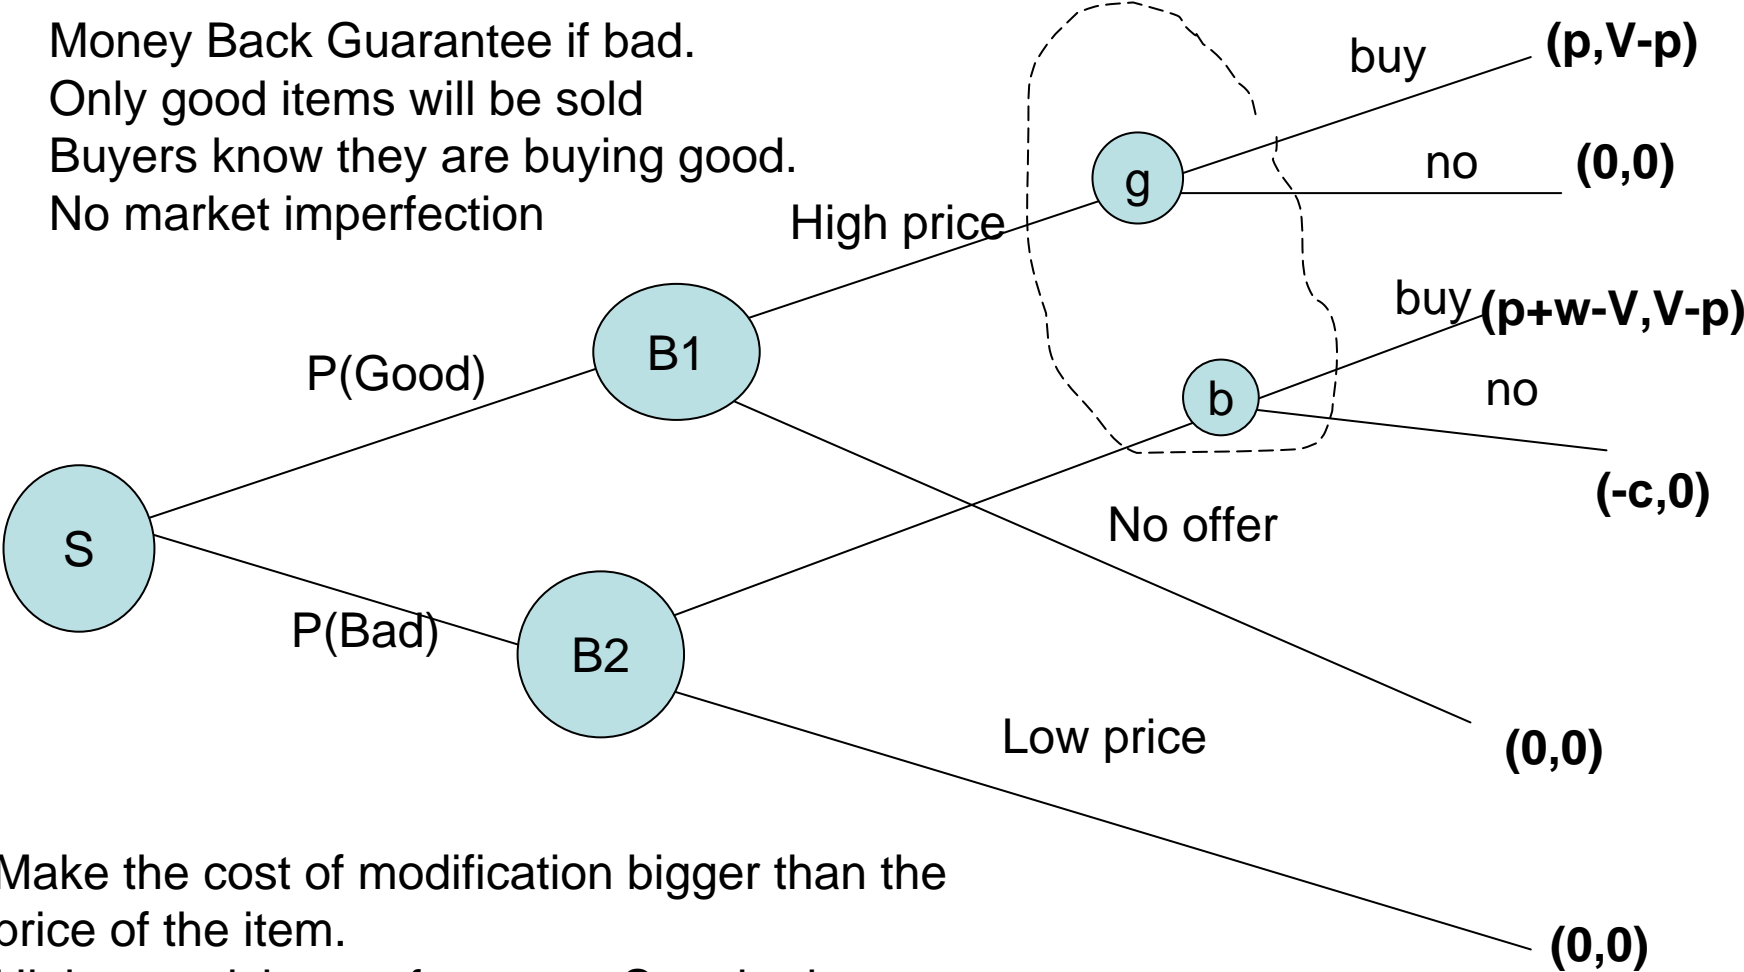 Money Back Guarantee if bad.
Only good items will be sold
Buyers know they are buying good.
No market imperfection
buy
(p,V-p)
no
(0,0)
g
High price
buy
(p+w-V,V-p)
no
b
(-c,0)
B1
P(Good)
S
No offer
P(Bad)
B2
(0,0)
Low price
(0,0)
Make the cost of modification bigger than the
price of the item.